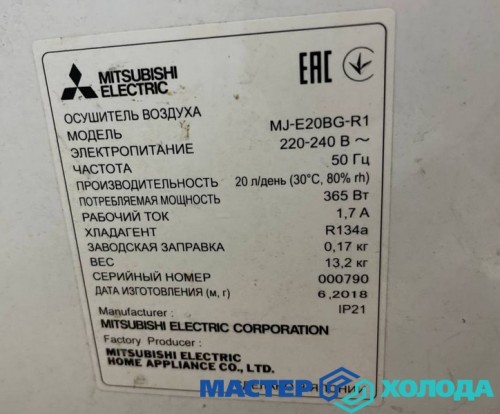 MITSUBISHI
ELECTRIC
EAC
ОСУШИТЕЛЬ ВОЗДУХА
МОДЕЛЬ MJ-E20BG-R1
ЭЛЕКТРОПИТАНИЕ 220-240 В ~
ЧАСТОТА 50 Гц
ПРОИЗВОДИТЕЛЬНОСТЬ 20 л/день (30°C, 80% rh)
ПОТРЕБЛЯЕМАЯ МОЩНОСТЬ 365 Вт
РАБОЧИЙ ТОК 1,7 А
ХЛАДАГЕНТ R134a
ЗАВОДСКАЯ ЗАПРАВКА 0,17 кг
ВЕС 13,2 кг
СЕРИЙНЫЙ НОМЕР 000790
ДАТА ИЗГОТОВЛЕНИЯ (м, г) 6,2018
IP21
Manufacturer :
MITSUBISHI ELECTRIC CORPORATION
Factory Producer :
MITSUBISHI ELECTRIC
HOME APPLIANCE CO., LTD.
МАСТЕР ХОЛОДА